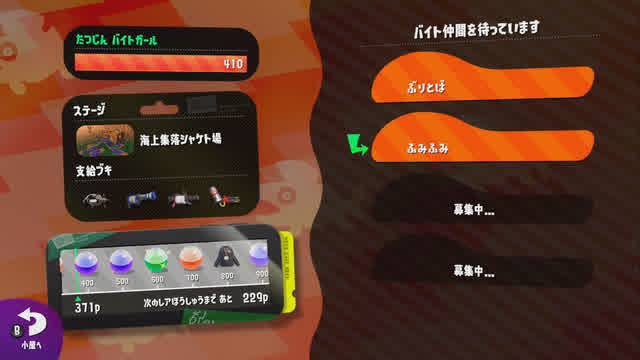 たつじん バイトガール
410
ステージ
海上集落シャケト場
支給ブキ
400 500 600 700 800 900
371p
次のレアほうしゅうまで あと 229p
B
小屋へ
バイト仲間を待っています
ぶりとば
ふみふみ
募集中...
募集中...